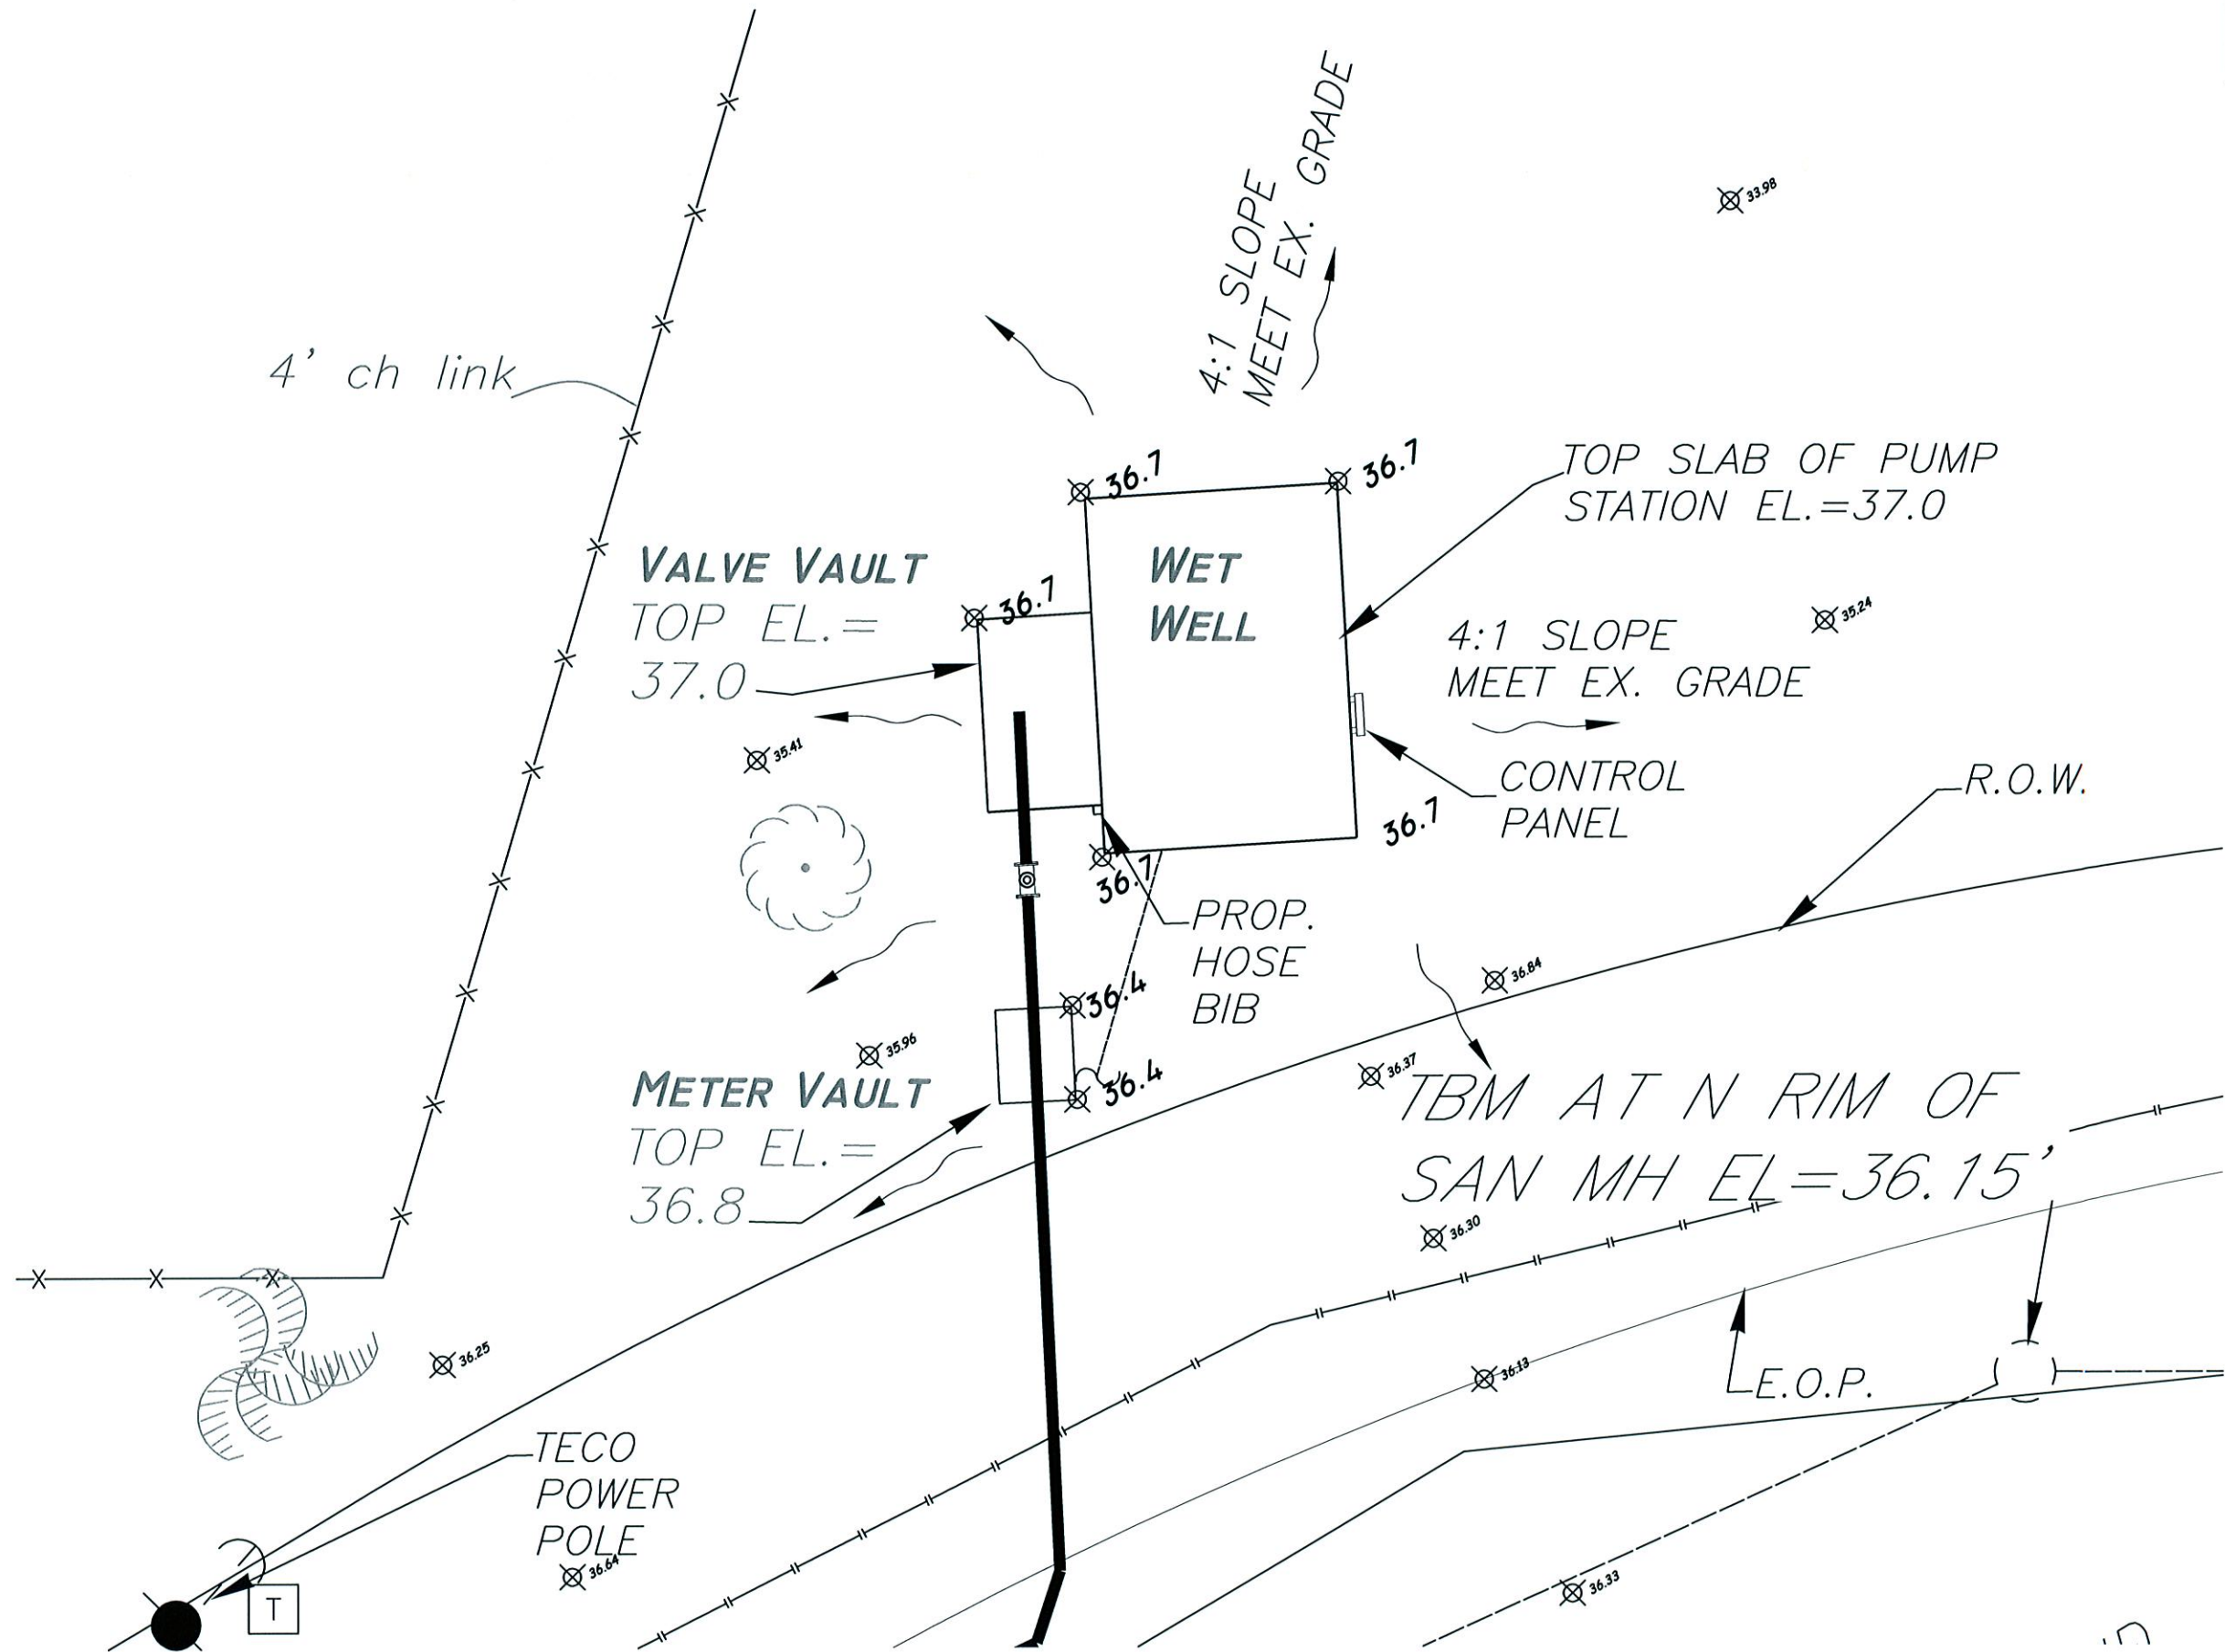 4:1 SLOPE
MEET EX. GRADE
33.98
4' ch link
36.7
36.7
TOP SLAB OF PUMP
STATION EL.=37.0
VALVE VAULT
TOP EL.=
37.0
36.7
WET
WELL
35.24
4:1 SLOPE
MEET EX. GRADE
35.41
CONTROL
PANEL
36.7
R.O.W.
36.7
PROP.
HOSE
BIB
36.84
36.4
35.96
36.37
METER VAULT
TOP EL.=
36.8
36.4
TBM AT N RIM OF
SAN MH EL=36.15'
36.30
36.25
36.13
E.O.P.
TECO
POWER
POLE
36.64
36.33
T